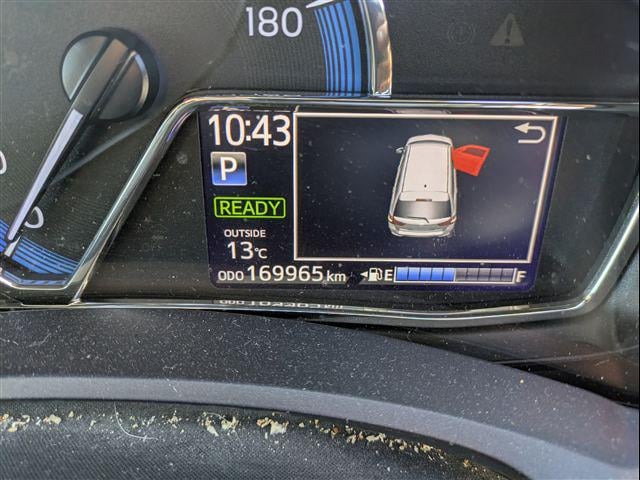 180
10:43
P
READY
OUTSIDE
13℃
ODO 169965 km
E F